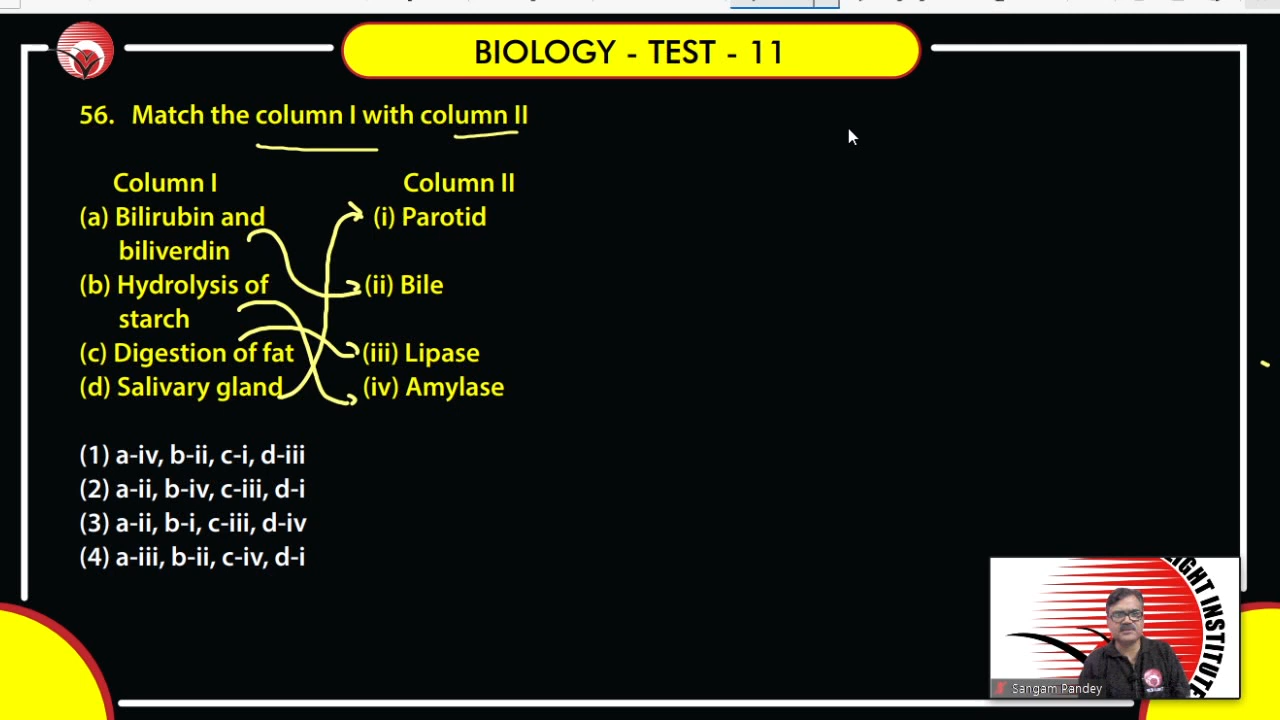 BIOLOGY - TEST - 11
56. Match the column I with column II
Column I Column II
(a) Bilirubin and (i) Parotid
biliverdin
(b) Hydrolysis of (ii) Bile
starch
(c) Digestion of fat (iii) Lipase
(d) Salivary gland (iv) Amylase
(1) a-iv, b-ii, c-i, d-iii
(2) a-ii, b-iv, c-iii, d-i
(3) a-ii, b-i, c-iii, d-iv
(4) a-iii, b-ii, c-iv, d-i
IGHT INSTITUTE
Sangam Pandey